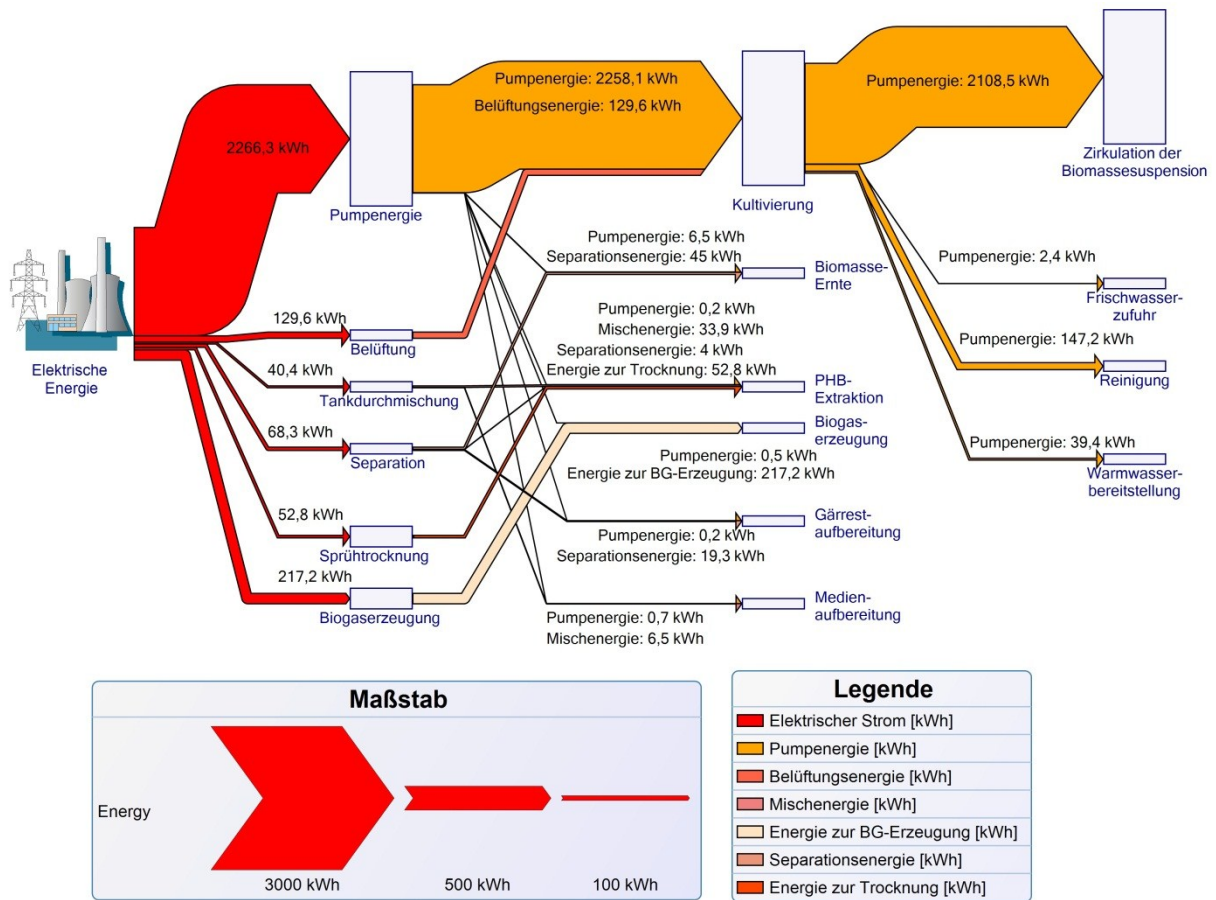 Pumpenergie: 2258,1 kWh
Belüftungsenergie: 129,6 kWh
Pumpenergie: 2108,5 kWh
2266,3 kWh
Pumpenergie
Kultivierung
Zirkulation der
Biomassesuspension
Elektrische
Energie
129,6 kWh
Belüftung
40,4 kWh
Tankdurchmischung
68,3 kWh
Separation
52,8 kWh
Sprühtrocknung
217,2 kWh
Biogaserzeugung
Pumpenergie: 6,5 kWh
Separationsenergie: 45 kWh
Biomasse-
Ernte
Pumpenergie: 0,2 kWh
Mischenergie: 33,9 kWh
Separationsenergie: 4 kWh
Energie zur Trocknung: 52,8 kWh
PHB-
Extraktion
Biogas-
erzeugung
Pumpenergie: 0,5 kWh
Energie zur BG-Erzeugung: 217,2 kWh
Gärrest-
aufbereitung
Pumpenergie: 0,2 kWh
Separationsenergie: 19,3 kWh
Medien-
aufbereitung
Pumpenergie: 0,7 kWh
Mischenergie: 6,5 kWh
Pumpenergie: 2,4 kWh
Frischwasser-
zufuhr
Pumpenergie: 147,2 kWh
Reinigung
Pumpenergie: 39,4 kWh
Warmwasser-
bereitstellung
Maßstab
Energy
3000 kWh
500 kWh
100 kWh
Legende
Elektrischer Strom [kWh]
Pumpenergie [kWh]
Belüftungsenergie [kWh]
Mischenergie [kWh]
Energie zur BG-Erzeugung [kWh]
Separationsenergie [kWh]
Energie zur Trocknung [kWh]